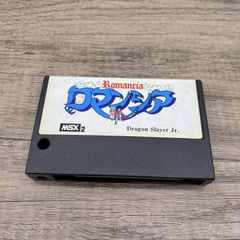 Romancia
ロマンシア
MSX2
Dragon Slayer Jr.